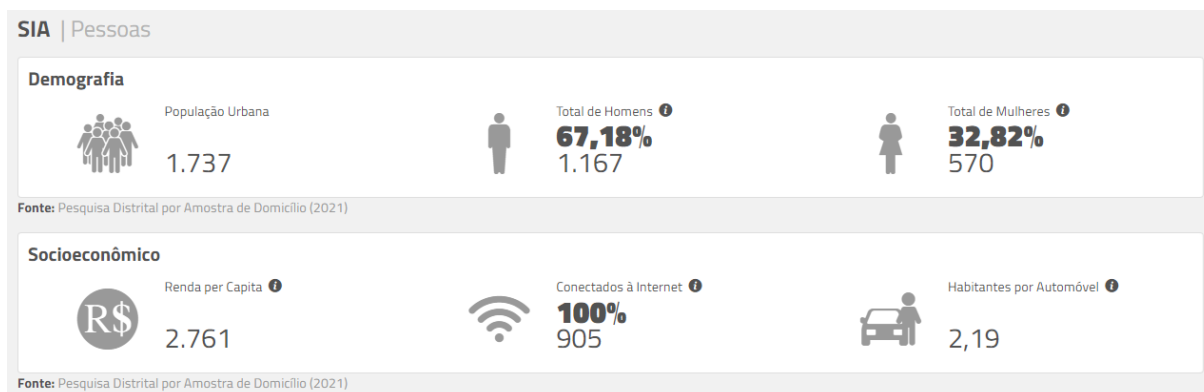 SIA | Pessoas
Demografia
População Urbana
1.737
Total de Homens
67,18%
1.167
Total de Mulheres
32,82%
570
Fonte: Pesquisa Distrital por Amostra de Domicílio (2021)
Socioeconômico
R$
Renda per Capita
2.761
Conectados à Internet
100%
905
Habitantes por Automóvel
2,19
Fonte: Pesquisa Distrital por Amostra de Domicílio (2021)